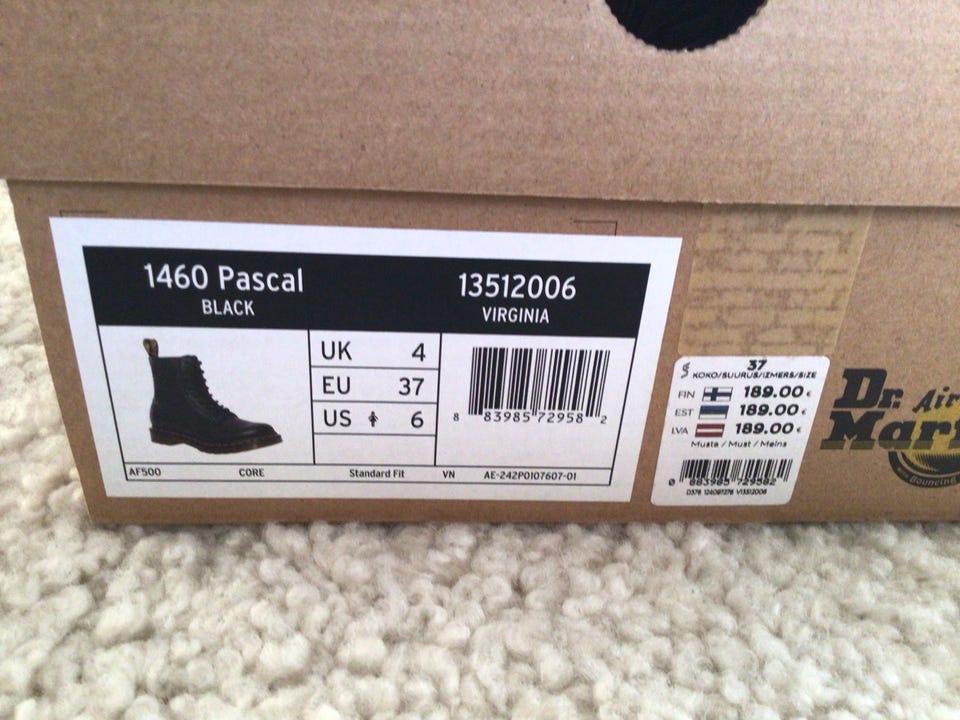 1460 Pascal
BLACK
13512006
VIRGINIA
UK 4
EU 37
US 6
8 83985 72958 2
AF500 CORE Standard Fit VN AE-242P0107607-01
37
KOKO/SUURUS/IZMERS/SIZE
FIN 189.00 €
EST 189.00 €
LVA 189.00 €
Musta / Must / Melns
0 883985 729582
Dr. Air
Mart
Bouncing